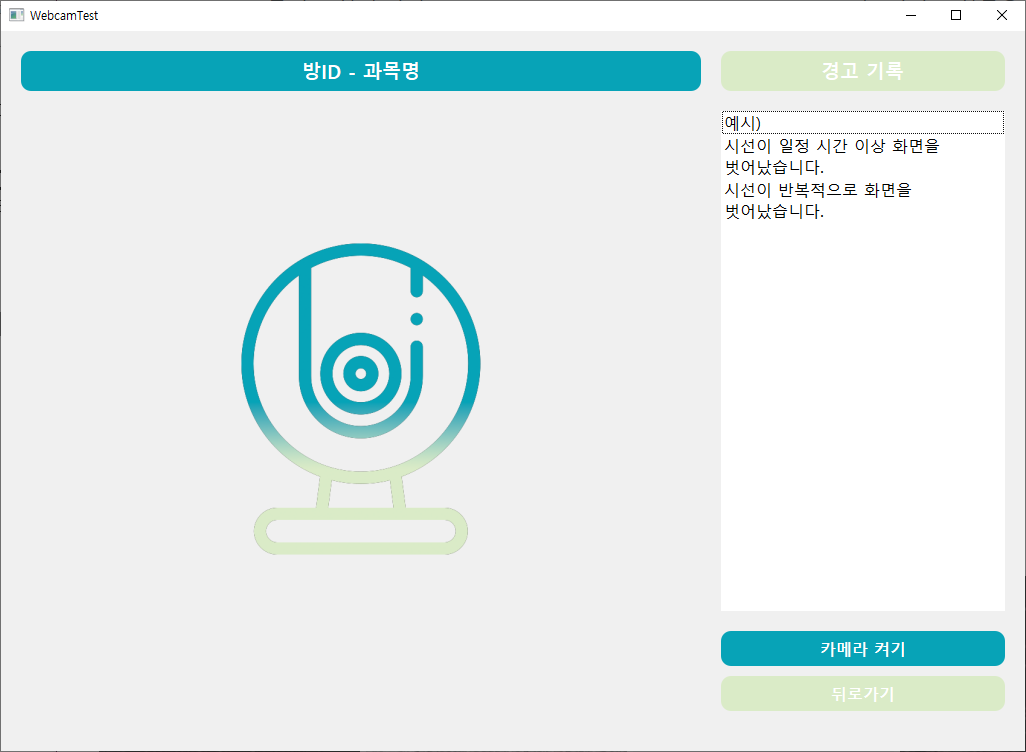 WebcamTest
방ID - 과목명
경고 기록
예시)
시선이 일정 시간 이상 화면을
벗어났습니다.
시선이 반복적으로 화면을
벗어났습니다.
카메라 켜기
뒤로가기